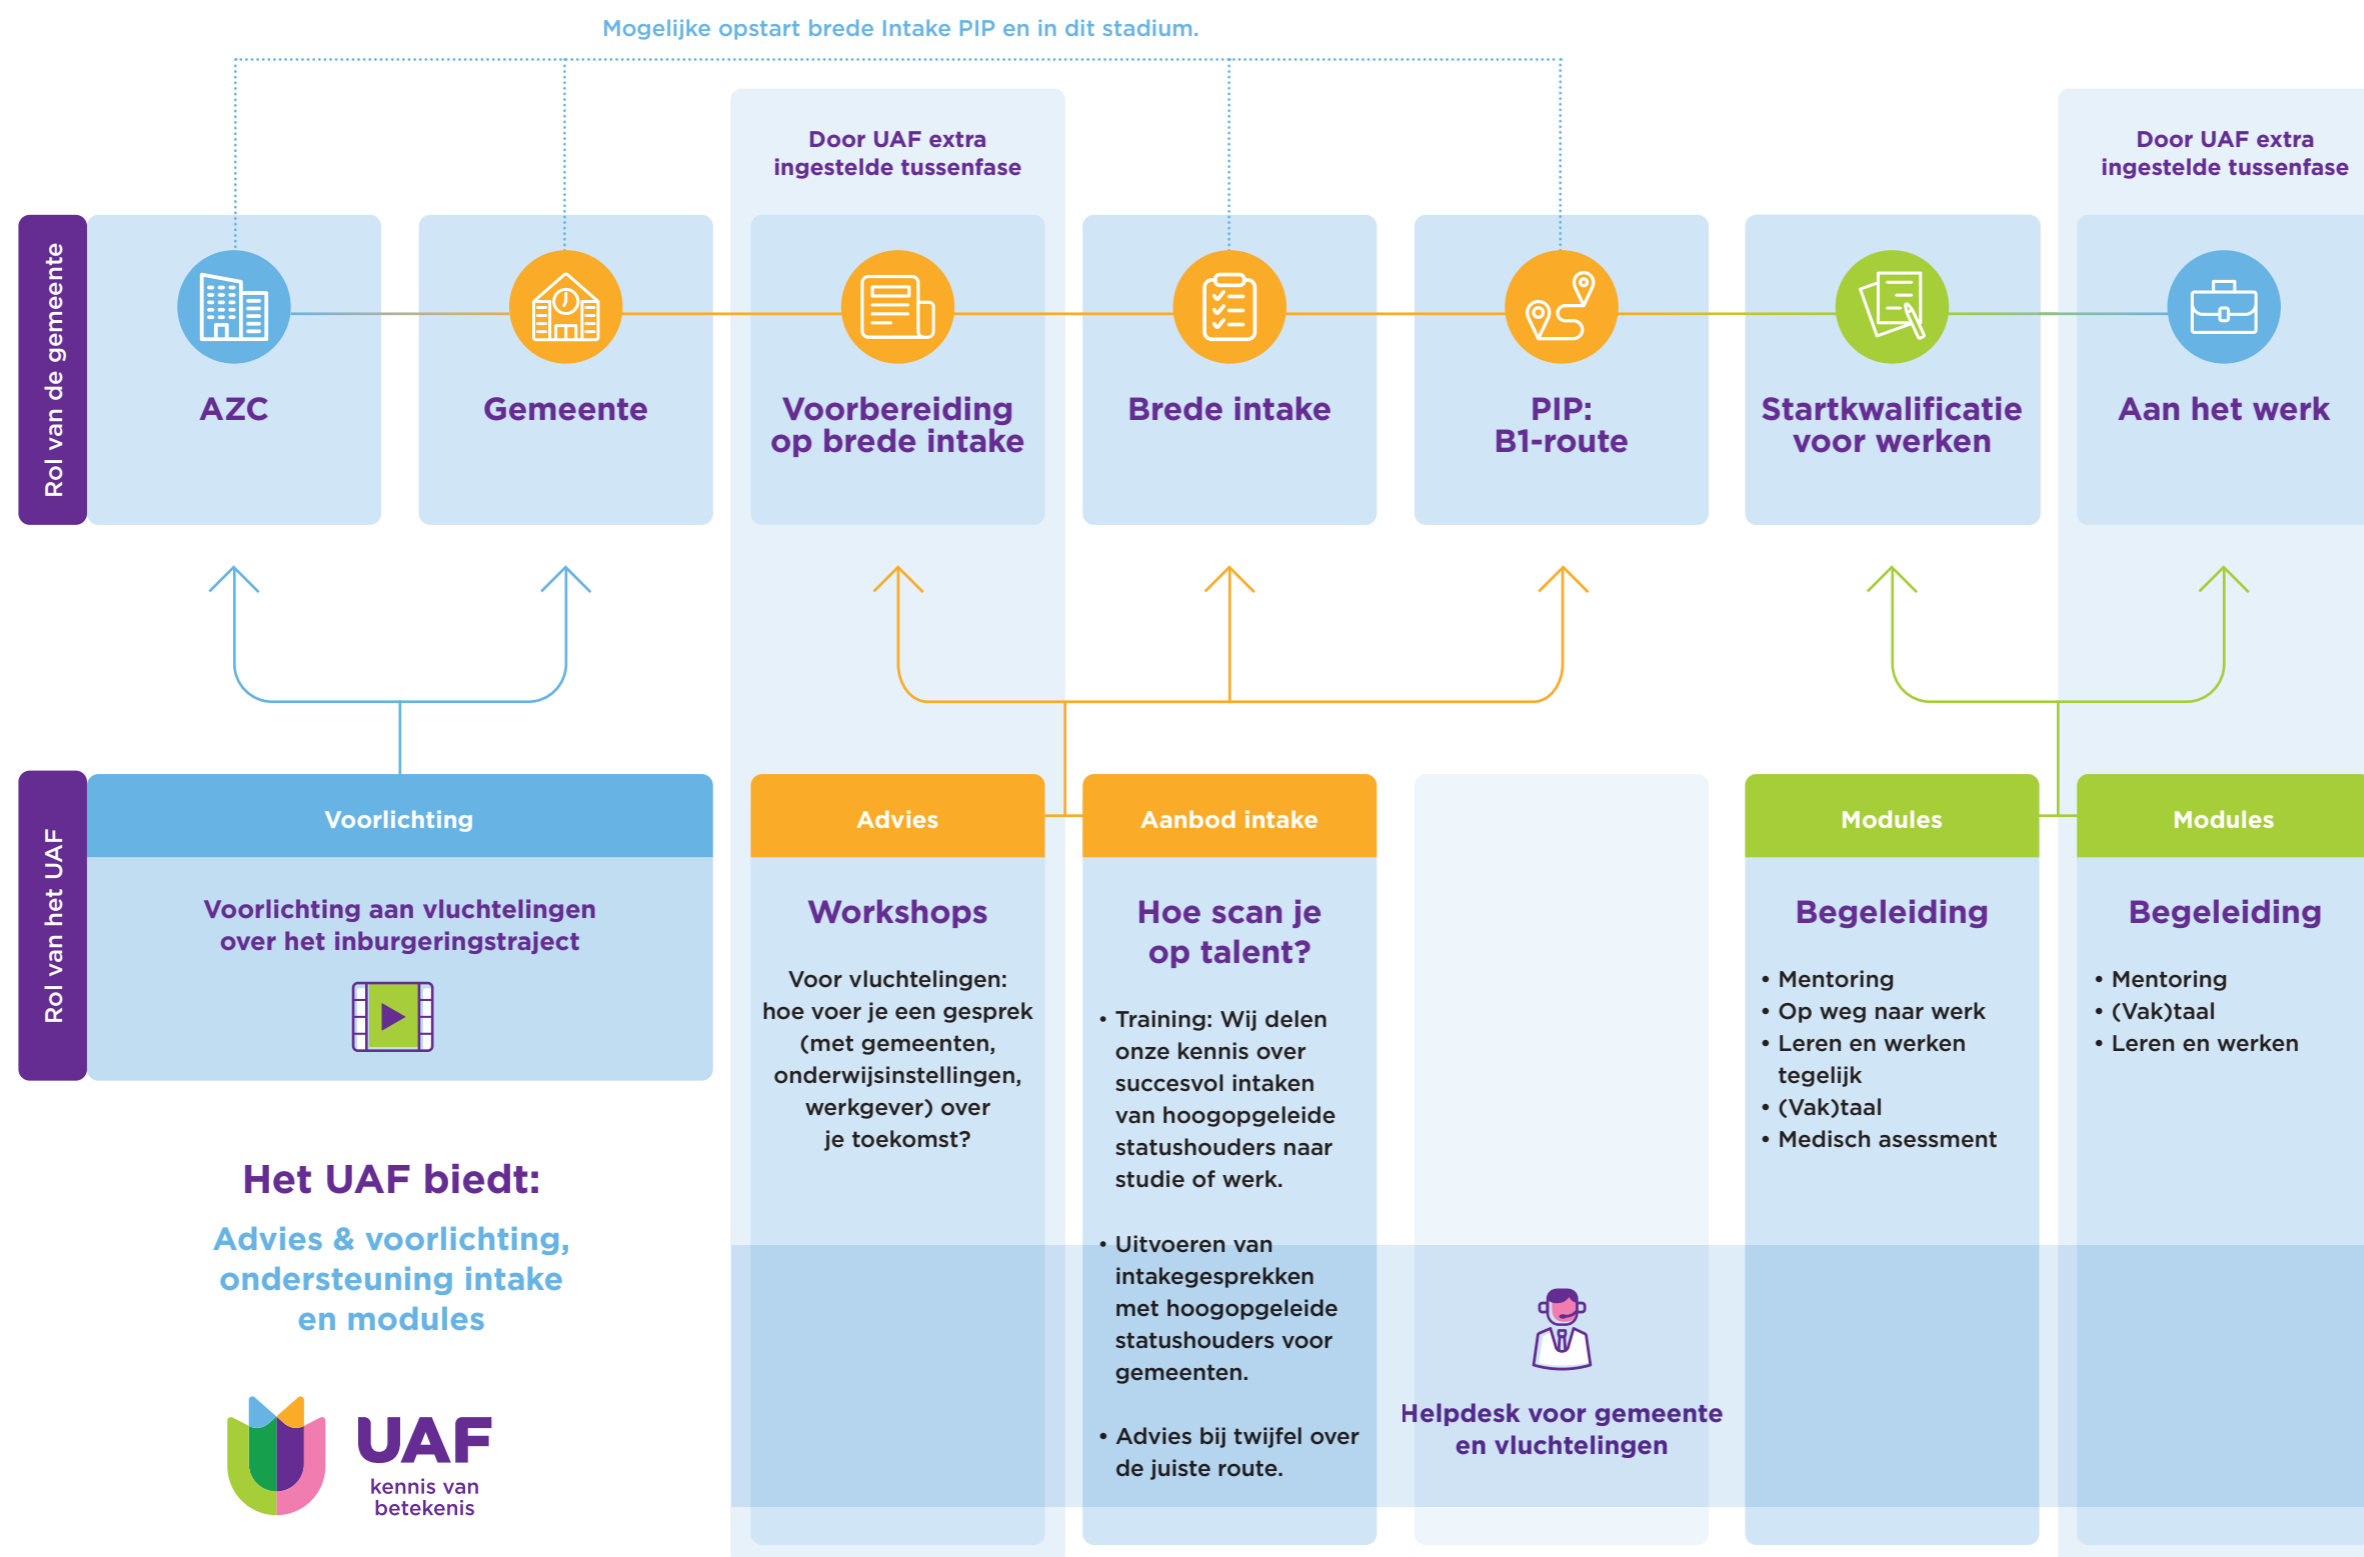 Mogelijke opstart brede Intake PIP en in dit stadium.
Door UAF extra
ingestelde tussenfase
Door UAF extra
ingestelde tussenfase
Rol van de gemeente
AZC
Gemeente
Voorbereiding
op brede intake
Brede intake
PIP:
B1-route
Startkwalificatie
voor werken
Aan het werk
Rol van het UAF
Voorlichting
Voorlichting aan vluchtelingen
over het inburgeringstraject
Advies
Workshops
Voor vluchtelingen:
hoe voer je een gesprek
(met gemeenten,
onderwijsinstellingen,
werkgever) over
je toekomst?
Aanbod intake
Hoe scan je
op talent?
• Training: Wij delen
onze kennis over
succesvol intaken
van hoogopgeleide
statushouders naar
studie of werk.
• Uitvoeren van
intakegesprekken
met hoogopgeleide
statushouders voor
gemeenten.
• Advies bij twijfel over
de juiste route.
Helpdesk voor gemeente
en vluchtelingen
Modules
Begeleiding
• Mentoring
• Op weg naar werk
• Leren en werken
tegelijk
• (Vak)taal
• Medisch asessment
Modules
Begeleiding
• Mentoring
• (Vak)taal
• Leren en werken
Het UAF biedt:
Advies & voorlichting,
ondersteuning intake
en modules
UAF
kennis van
betekenis